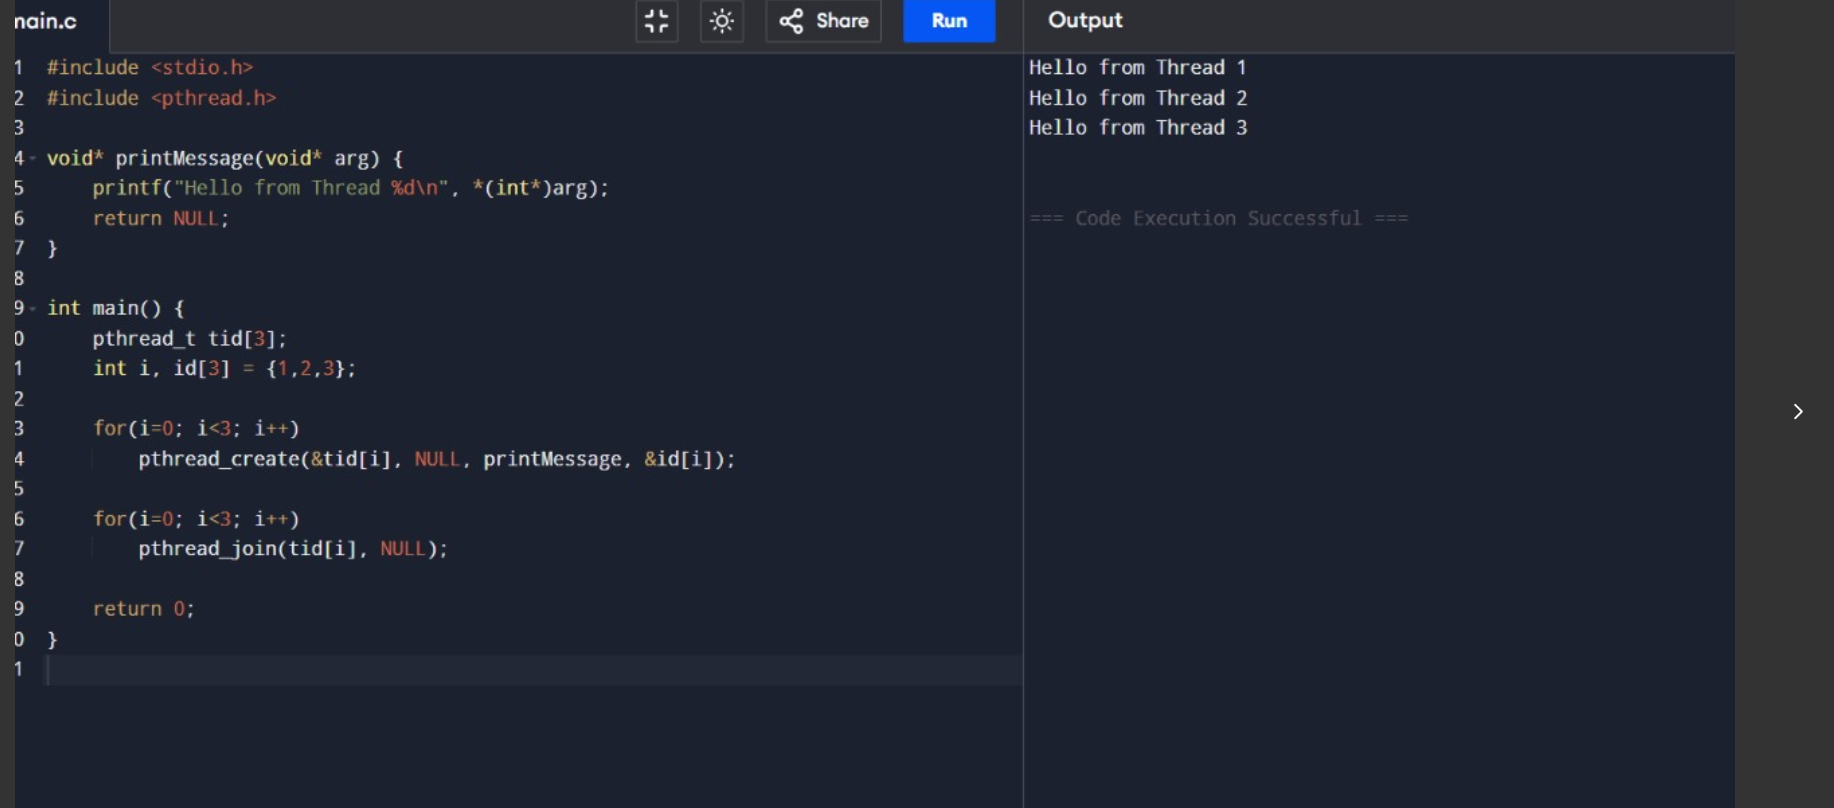 main.c
Share
Run
Output
1 #include <stdio.h>
2 #include <pthread.h>
3
4 void* printMessage(void* arg) {
5     printf("Hello from Thread %d\n", *(int*)arg);
6     return NULL;
7 }
8
9 int main() {
0     pthread_t tid[3];
1     int i, id[3] = {1,2,3};
2
3     for(i=0; i<3; i++)
4         pthread_create(&tid[i], NULL, printMessage, &id[i]);
5
6     for(i=0; i<3; i++)
7         pthread_join(tid[i], NULL);
8
9     return 0;
0 }
1
Hello from Thread 1
Hello from Thread 2
Hello from Thread 3
=== Code Execution Successful ===